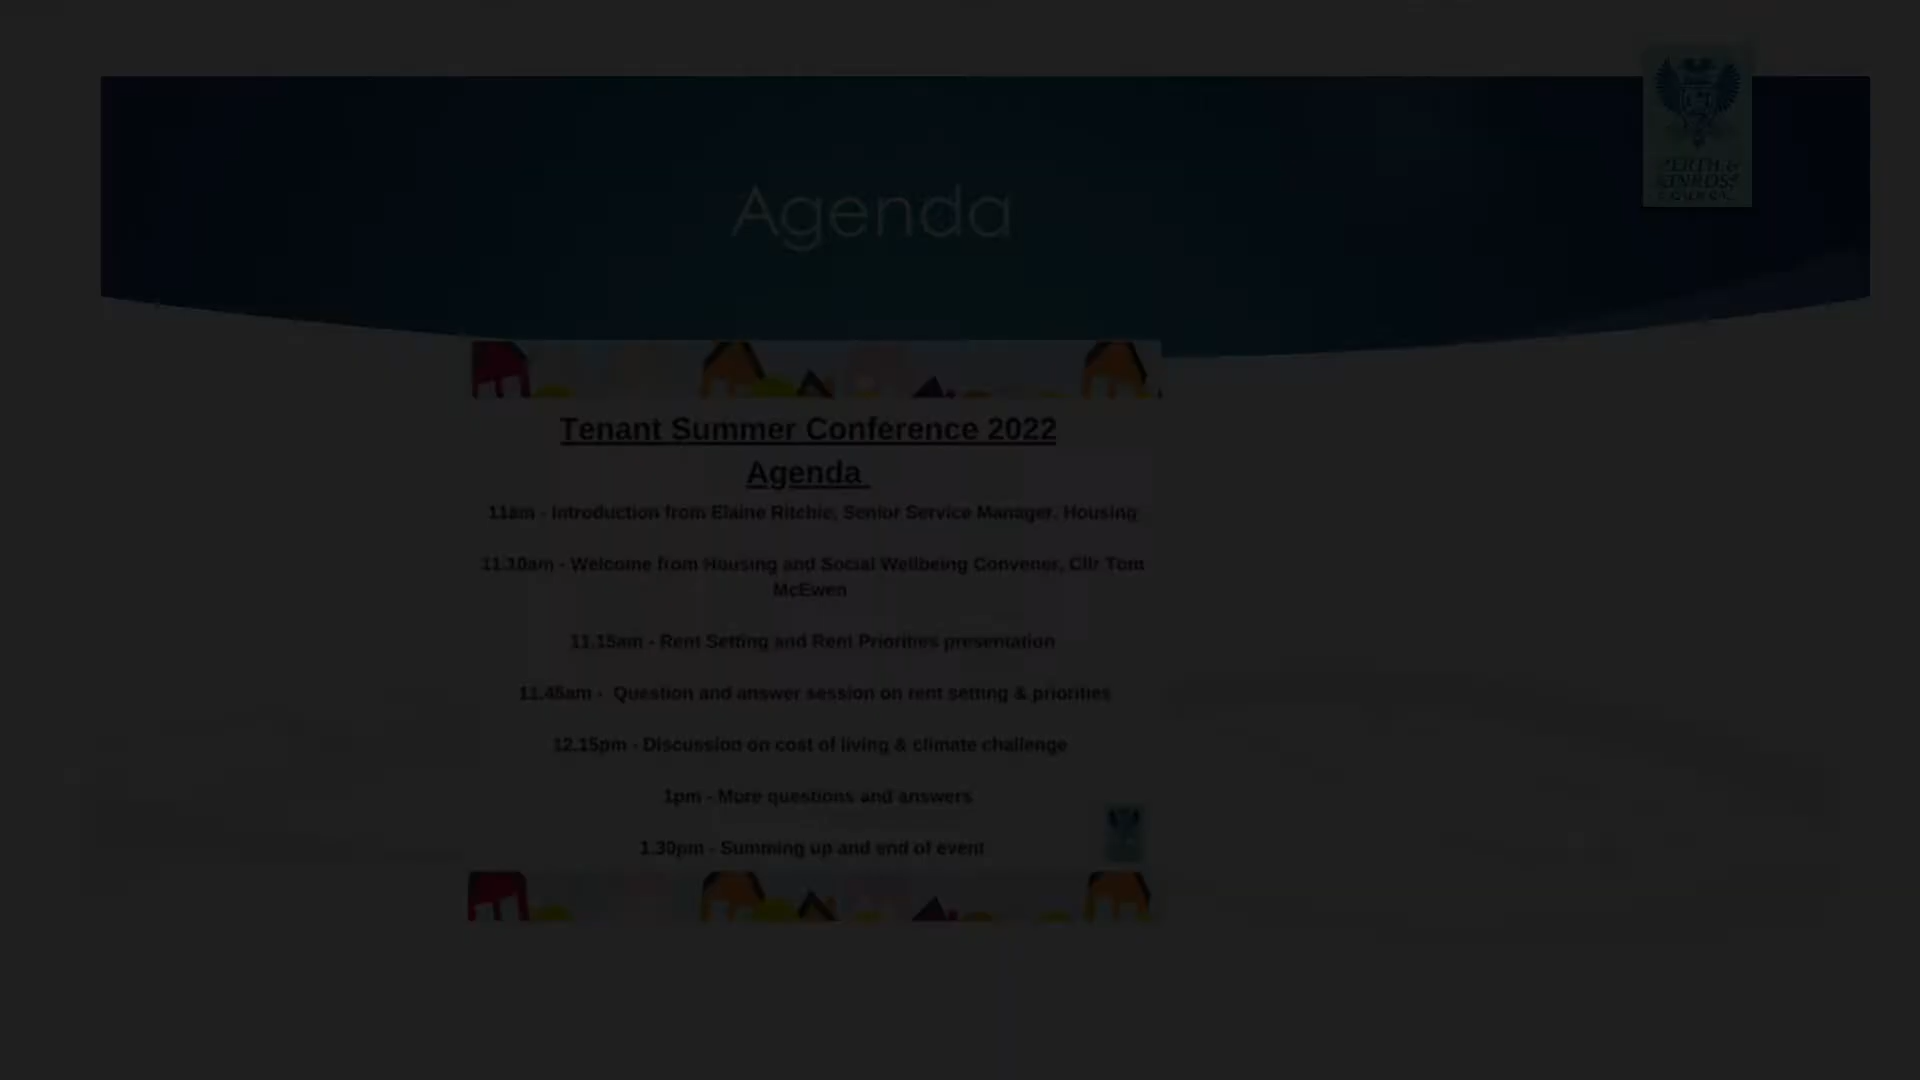 PERTH &
KINROSS
COUNCIL
Agenda
Tenant Summer Conference 2022
Agenda
11am - Introduction from Elaine Ritchie, Senior Service Manager, Housing
11.10am - Welcome from Housing and Social Wellbeing Convener, Cllr Tom
McEwen
11.15am - Rent Setting and Rent Priorities presentation
11.45am - Question and answer session on rent setting & priorities
12.15pm - Discussion on cost of living & climate challenge
1pm - More questions and answers
1.30pm - Summing up and end of event